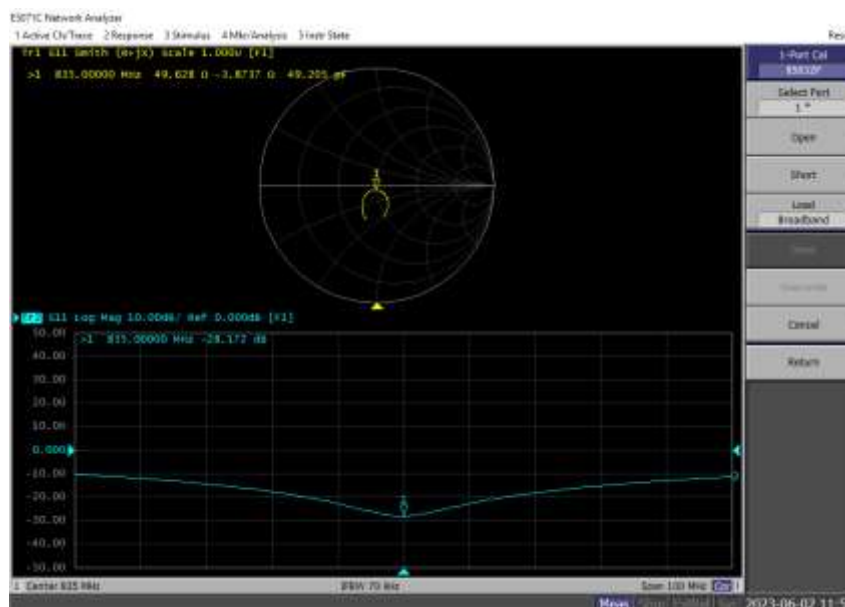 E5071C Network Analyzer
1 Active Ch/Trace 2 Response 3 Stimulus 4 Mkr/Analysis 5 Instr State
Tr1 S11 Smith (R+jX) Scale 1.000U [F1]
>1 835.00000 MHz 49.628 Ω -3.8737 Ω 49.205 pF
1
Tr2 S11 Log Mag 10.00dB/ Ref 0.000dB [F1]
>1 835.00000 MHz -28.172 dB
50.00
40.00
30.00
20.00
10.00
0.000
-10.00
-20.00
-30.00
-40.00
-50.00
1
1 Center 835 MHz
IFBW 70 kHz
Span 100 MHz Cor
1-Port Cal
85032F
Select Port
1
Open
Short
Load
Broadband
Cancel
Return
Meas
2023-06-02 11:5